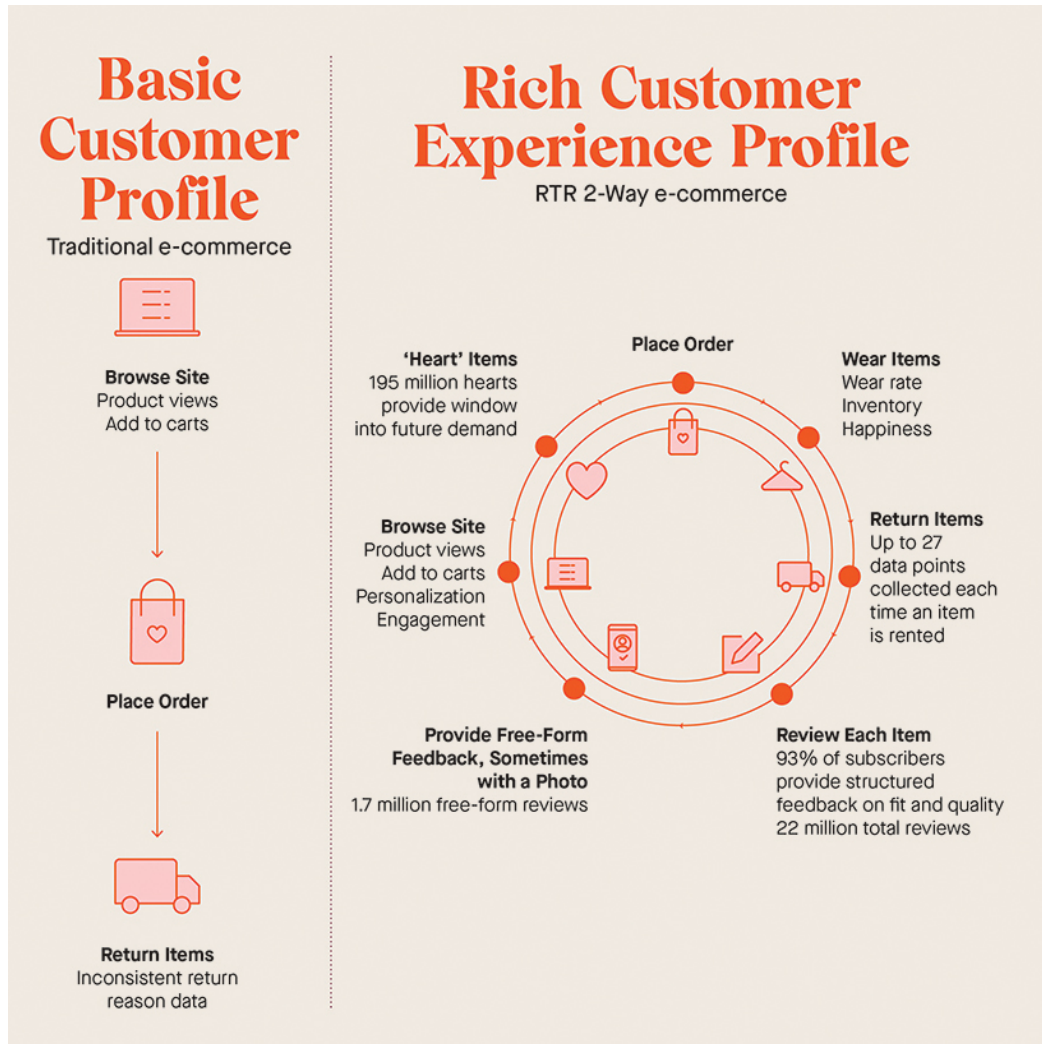 Basic
Customer
Profile
Traditional e-commerce
Browse Site
Product views
Add to carts
Place Order
Return Items
Inconsistent return
reason data
Rich Customer
Experience Profile
RTR 2-Way e-commerce
Place Order
Wear Items
Wear rate
Inventory
Happiness
Return Items
Up to 27
data points
collected each
time an item
is rented
Review Each Item
93% of subscribers
provide structured
feedback on fit and quality
22 million total reviews
Provide Free-Form
Feedback, Sometimes
with a Photo
1.7 million free-form reviews
Browse Site
Product views
Add to carts
Personalization
Engagement
‘Heart’ Items
195 million hearts
provide window
into future demand